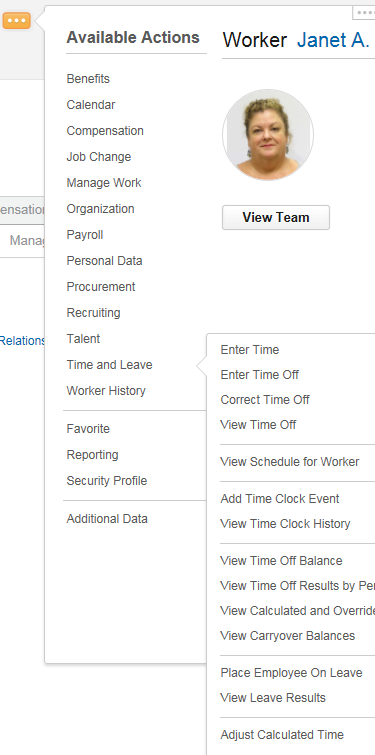 Available Actions
Benefits
Calendar
Compensation
Job Change
Manage Work
Organization
Payroll
Personal Data
Procurement
Recruiting
Talent
Time and Leave
Worker History
Favorite
Reporting
Security Profile
Additional Data
Worker Janet A.
View Team
Enter Time
Enter Time Off
Correct Time Off
View Time Off
View Schedule for Worker
Add Time Clock Event
View Time Clock History
View Time Off Balance
View Time Off Results by Per
View Calculated and Override
View Carryover Balances
Place Employee On Leave
View Leave Results
Adjust Calculated Time
ensation
Manag
Relations